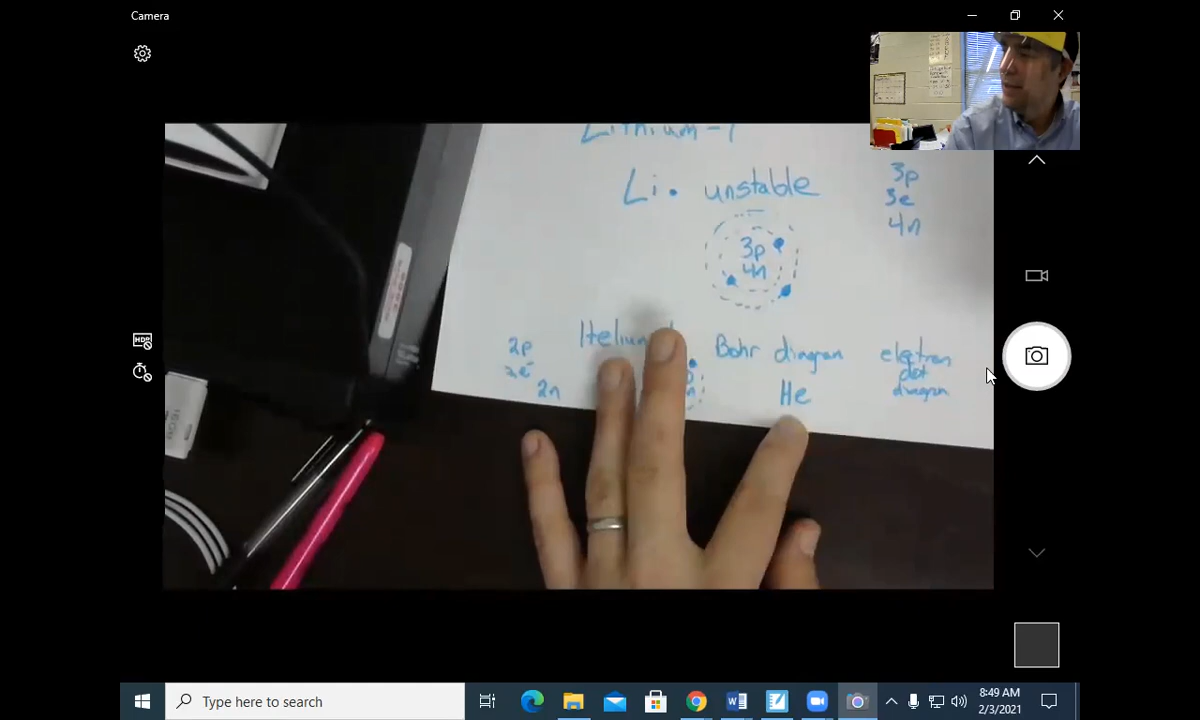 Camera
Lithium-7
Li. unstable
3p
3e
4n
3p
4n
2p
2e-
2n
Bohr diagram
He
electron
dot
diagram
Type here to search
8:49 AM
2/3/2021